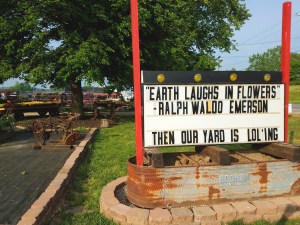 "EARTH LAUGHS IN FLOWERS"
-RALPH WALDO EMERSON
THEN OUR YARD IS LOL'ING